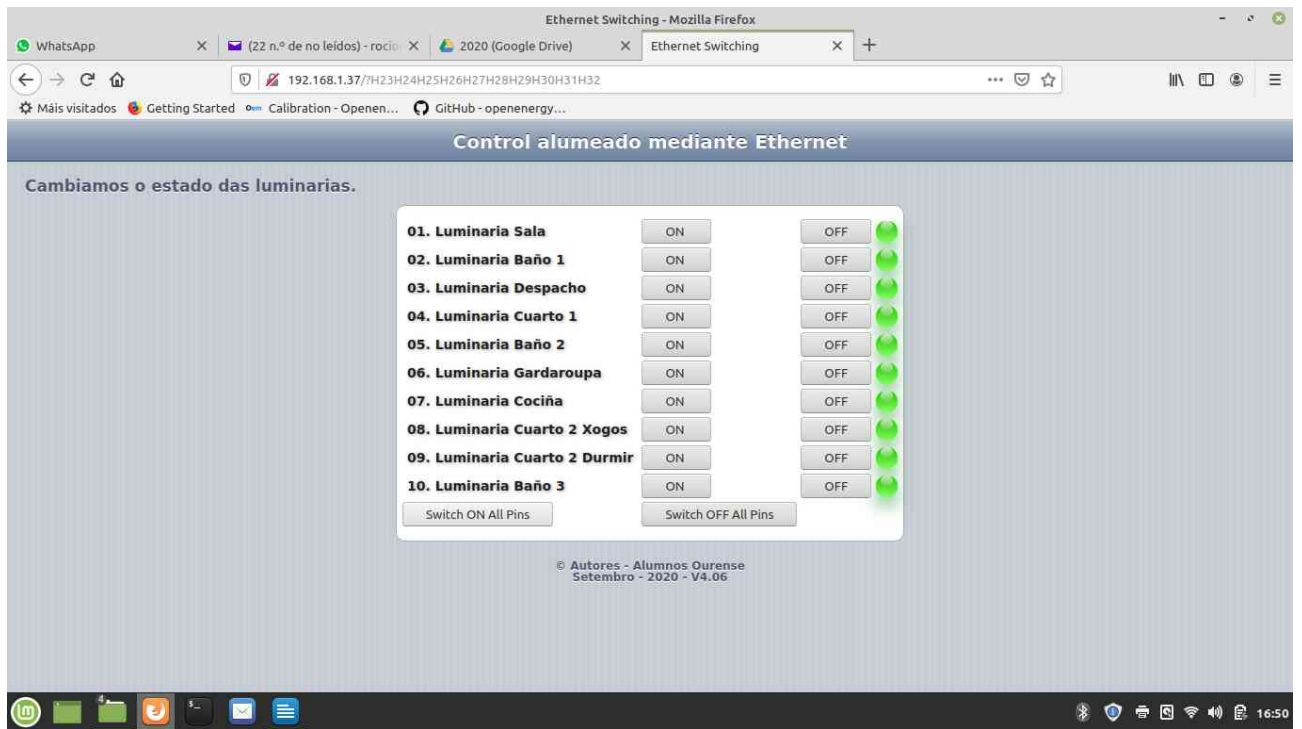 Ethernet Switching - Mozilla Firefox
WhatsApp (22 n.º de no leídos) - rocio 2020 (Google Drive) Ethernet Switching
192.168.1.37/?H23H24H25H26H27H28H29H30H31H32
Máis visitados Getting Started Oem Calibration - Openen... GitHub - openenergy...
Control alumeado mediante Ethernet
Cambiamos o estado das luminarias.
01. Luminaria Sala ON OFF
02. Luminaria Baño 1 ON OFF
03. Luminaria Despacho ON OFF
04. Luminaria Cuarto 1 ON OFF
05. Luminaria Baño 2 ON OFF
06. Luminaria Gardaroupa ON OFF
07. Luminaria Cociña ON OFF
08. Luminaria Cuarto 2 Xogos ON OFF
09. Luminaria Cuarto 2 Durmir ON OFF
10. Luminaria Baño 3 ON OFF
Switch ON All Pins Switch OFF All Pins
© Autores - Alumnos Ourense
Setembro - 2020 - V4.06
4 $_ 16:50